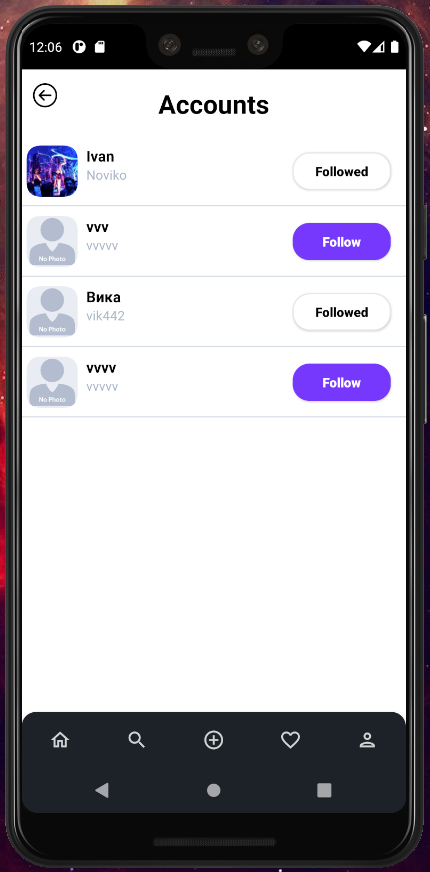 12:06
Accounts
Ivan
Noviko
Followed
vvv
vvvvv
Follow
No Photo
Вика
vik442
Followed
No Photo
vvvv
vvvvv
Follow
No Photo